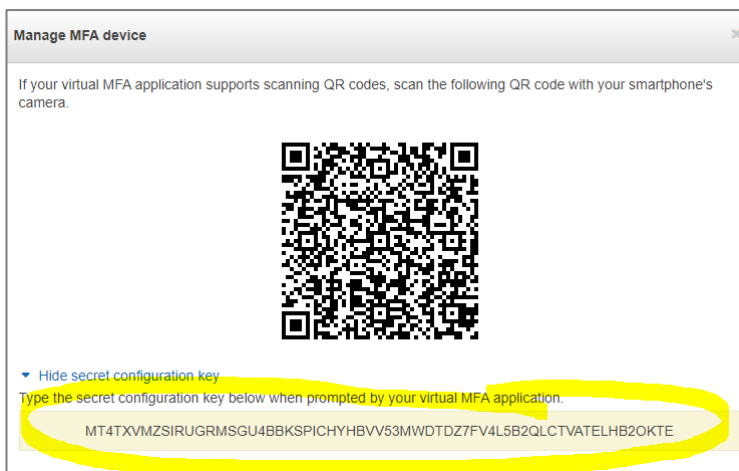 Manage MFA device
If your virtual MFA application supports scanning QR codes, scan the following QR code with your smartphone's
camera.
Hide secret configuration key
Type the secret configuration key below when prompted by your virtual MFA application.
MT4TXVMZSIRUGRMSGU4BBKSPICHYHBVV53MWDTDZ7FV4L5B2QLCTVATELHB2OKTE